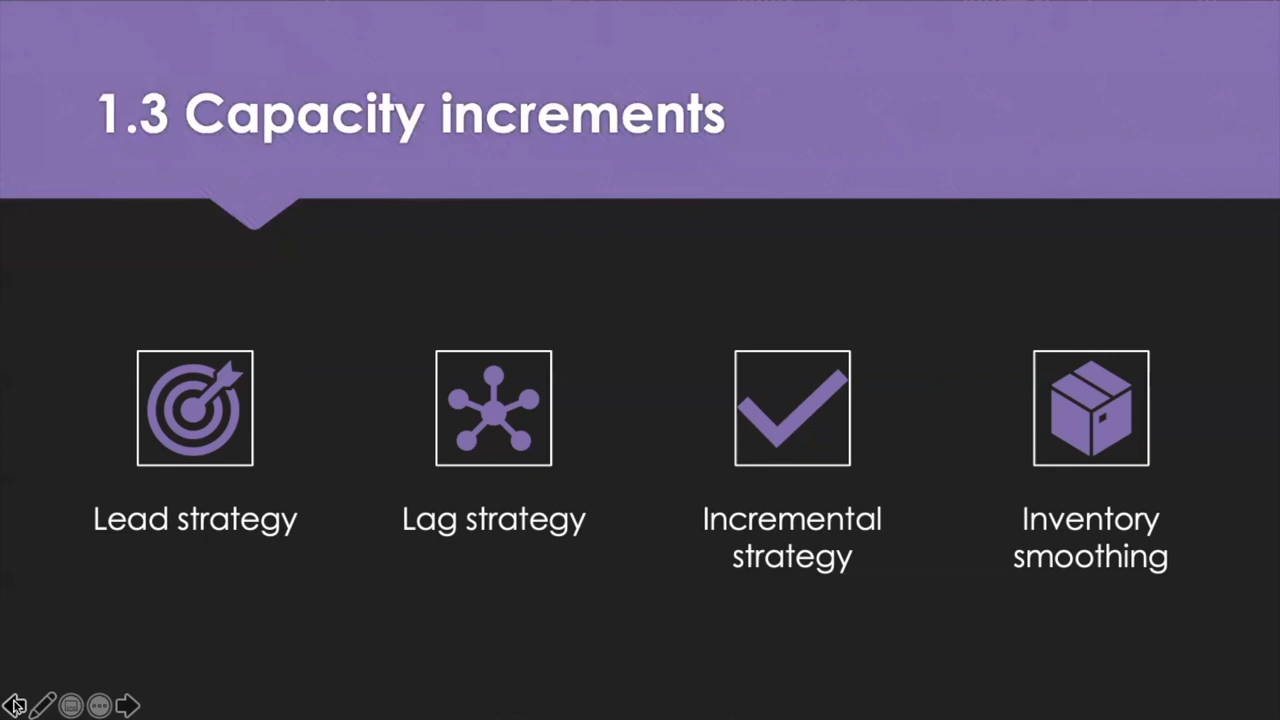 1.3 Capacity increments
Lead strategy
Lag strategy
Incremental
strategy
Inventory
smoothing